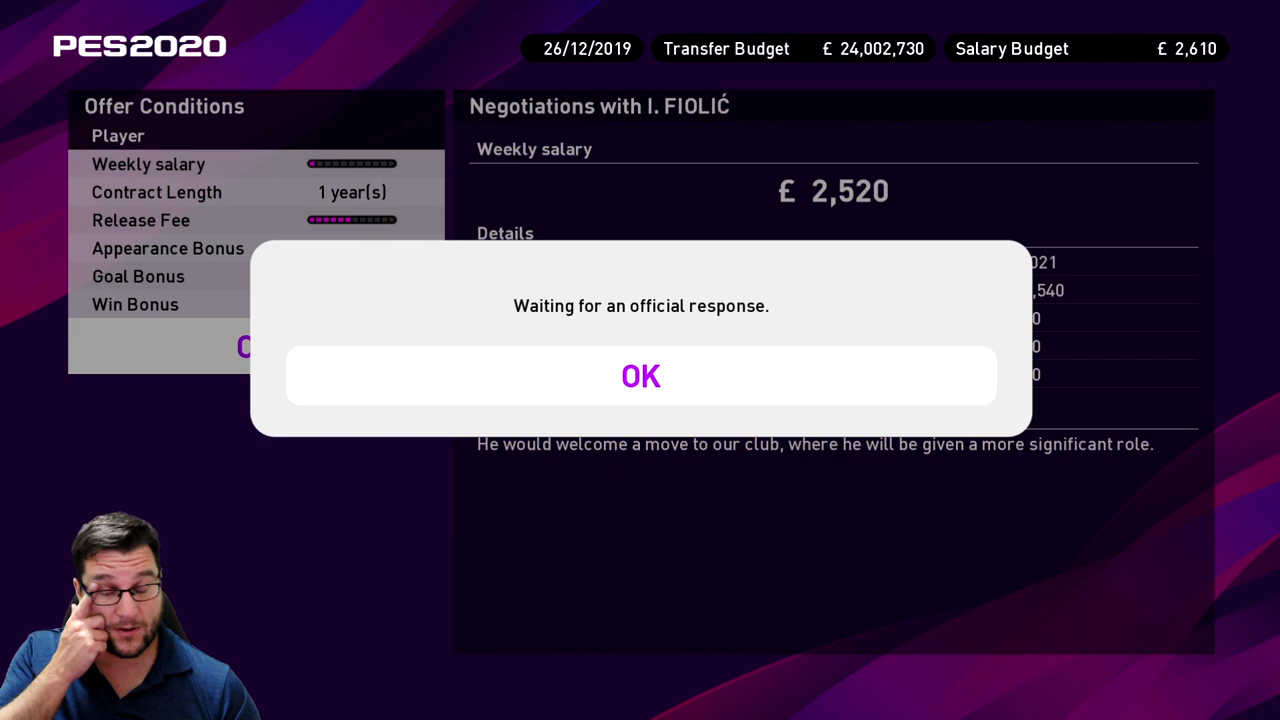 PES2020
26/12/2019
Transfer Budget £ 24,002,730
Salary Budget £ 2,610
Offer Conditions
Player
Weekly salary
Contract Length 1 year(s)
Release Fee
Appearance Bonus
Goal Bonus
Win Bonus
Negotiations with I. FIOLIĆ
Weekly salary
£ 2,520
Details
Waiting for an official response.
OK
He would welcome a move to our club, where he will be given a more significant role.